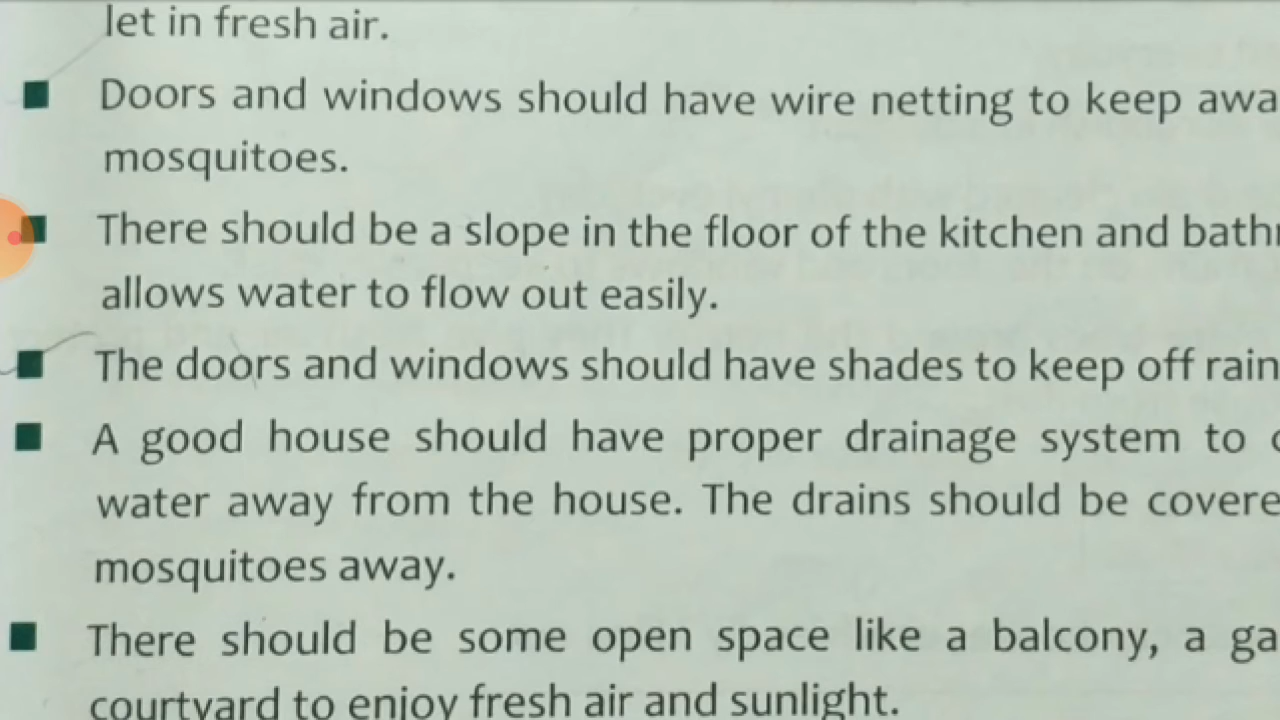 let in fresh air.
Doors and windows should have wire netting to keep
mosquitoes.
There should be a slope in the floor of the kitchen and
allows water to flow out easily.
The doors and windows should have shades to keep off rain
A good house should have proper drainage system to
water away from the house. The drains should be
mosquitoes away.
There should be some open space like a balcony, a
courtyard to enjoy fresh air and sunlight.